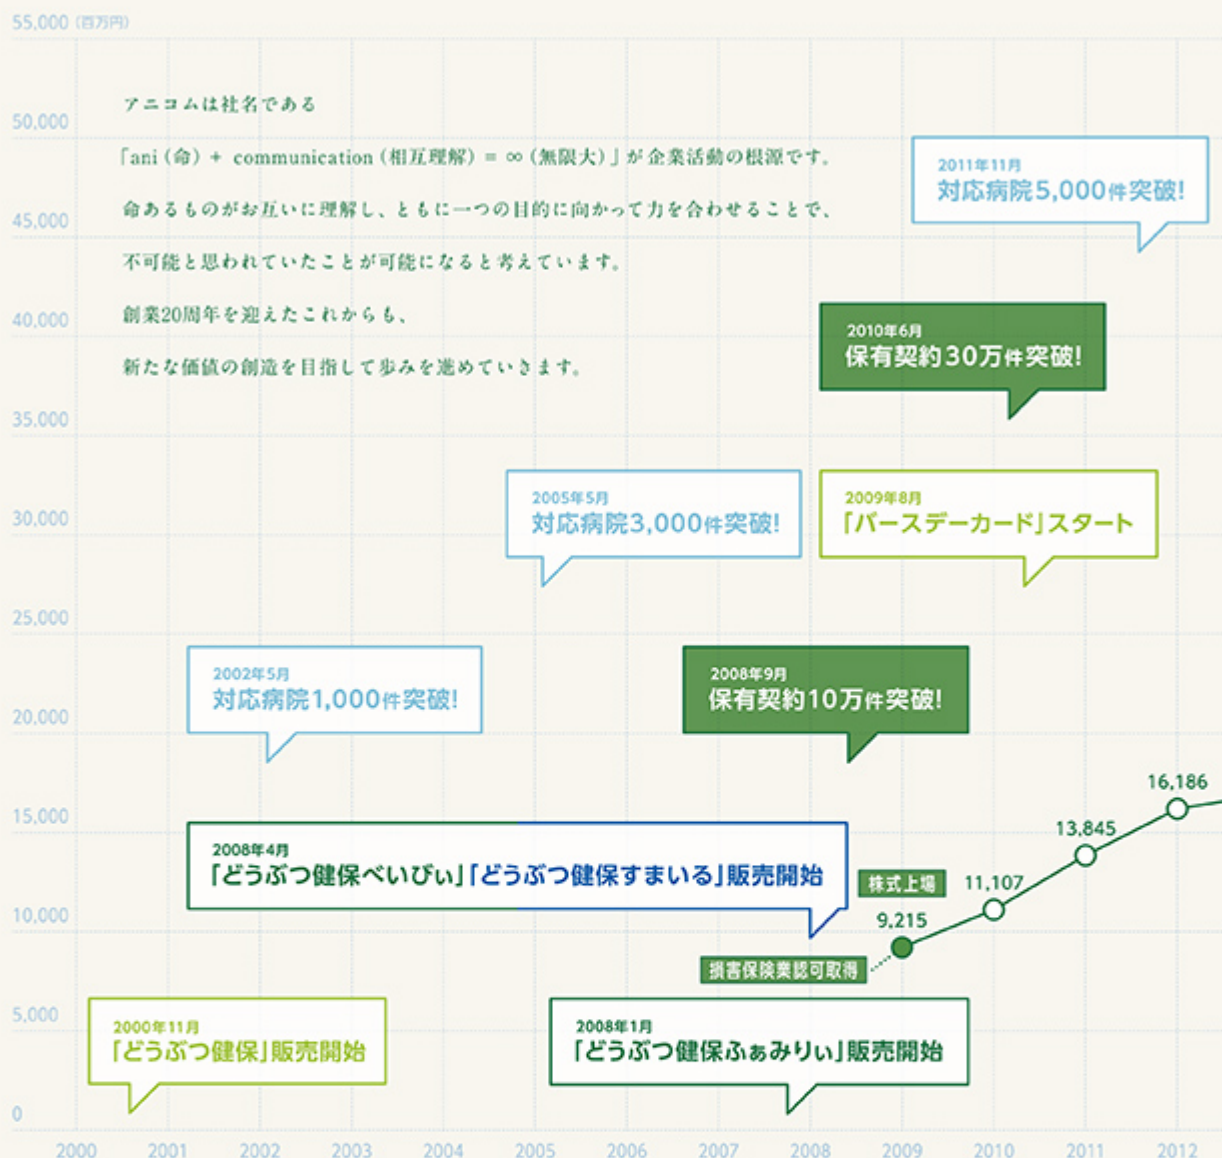 55,000 (百万円)
アニコムは社名である
50,000
「ani (命) + communication (相互理解) = ∞ (無限大)」が企業活動の根源です。
2011年11月
対応病院5,000件突破!
命あるものがお互いに理解し、ともに一つの目的に向かって力を合わせることで、
45,000
不可能と思われていたことが可能になると考えています。
創業20周年を迎えたこれからも、
40,000
2010年6月
保有契約30万件突破!
新たな価値の創造を目指して歩みを進めていきます。
35,000
2005年5月
対応病院3,000件突破!
2009年8月
「バースデーカード」スタート
30,000
25,000
2002年5月
対応病院1,000件突破!
2008年9月
保有契約10万件突破!
20,000
16,186
15,000
13,845
2008年4月
「どうぶつ健保べいびぃ」「どうぶつ健保すまいる」販売開始
株式上場
11,107
10,000
9,215
損害保険業認可取得
5,000
2000年11月
「どうぶつ健保」販売開始
2008年1月
「どうぶつ健保ふぁみりぃ」販売開始
0
2000 2001 2002 2003 2004 2005 2006 2007 2008 2009 2010 2011 2012